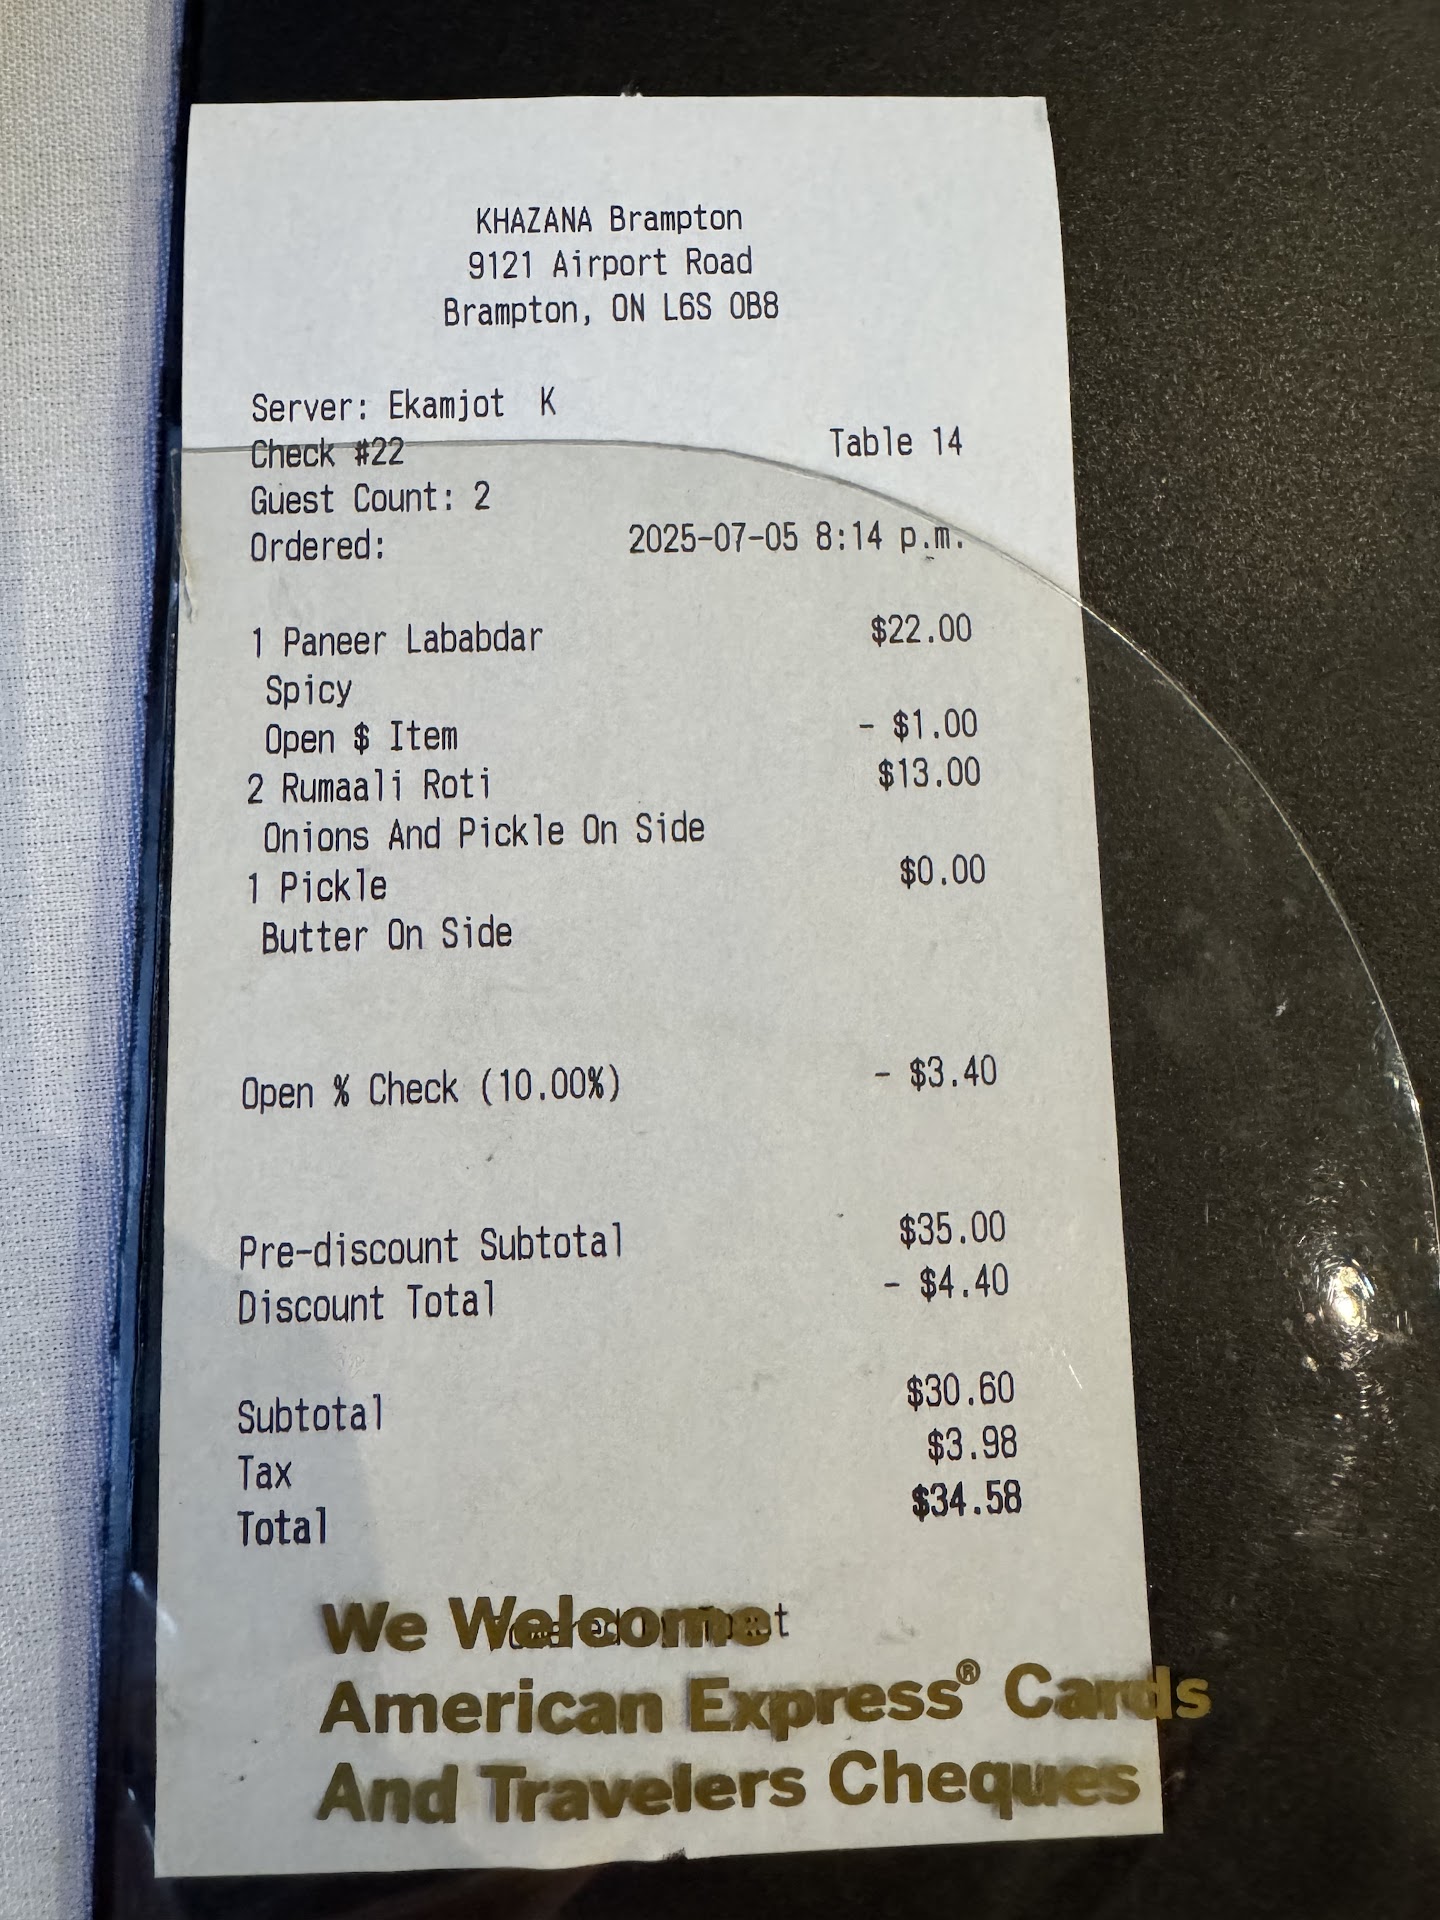 KHAZANA Brampton
9121 Airport Road
Brampton, ON L6S 0B8
Server: Ekamjot K
Check #22 Table 14
Guest Count: 2
Ordered: 2025-07-05 8:14 p.m.
1 Paneer Lababdar $22.00
Spicy
Open $ Item - $1.00
2 Rumaali Roti $13.00
Onions And Pickle On Side
1 Pickle $0.00
Butter On Side
Open % Check (10.00%) - $3.40
Pre-discount Subtotal $35.00
Discount Total - $4.40
Subtotal $30.60
Tax $3.98
Total $34.58
We Welcome
American Express® Cards
And Travelers Cheques